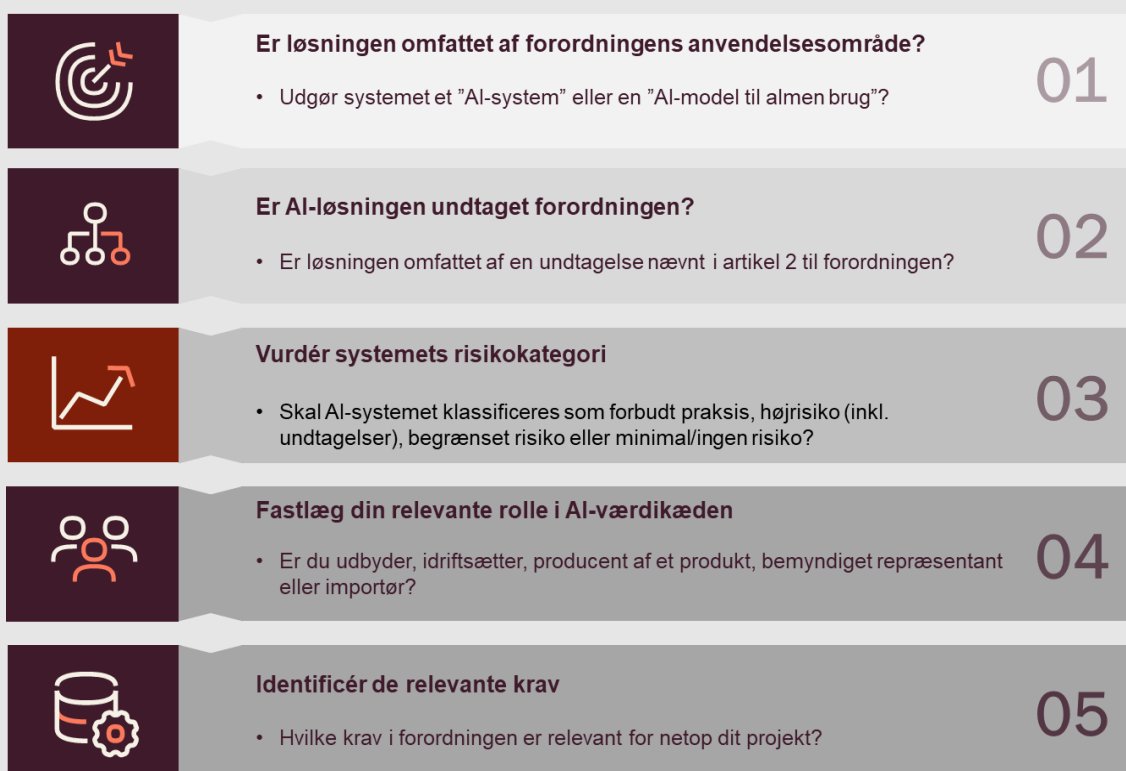 Er løsningen omfattet af forordningens anvendelsesområde?
• Udgør systemet et ”AI-system” eller en ”AI-model til almen brug”?
01
Er AI-løsningen undtaget forordningen?
• Er løsningen omfattet af en undtagelse nævnt i artikel 2 til forordningen?
02
Vurdér systemets risikokategori
• Skal AI-systemet klassificeres som forbudt praksis, højrisiko (inkl.
undtagelser), begrænset risiko eller minimal/ingen risiko?
03
Fastlæg din relevante rolle i AI-værdikæden
• Er du udbyder, idriftsætter, producent af et produkt, bemyndiget repræsentant
eller importør?
04
Identificér de relevante krav
• Hvilke krav i forordningen er relevant for netop dit projekt?
05